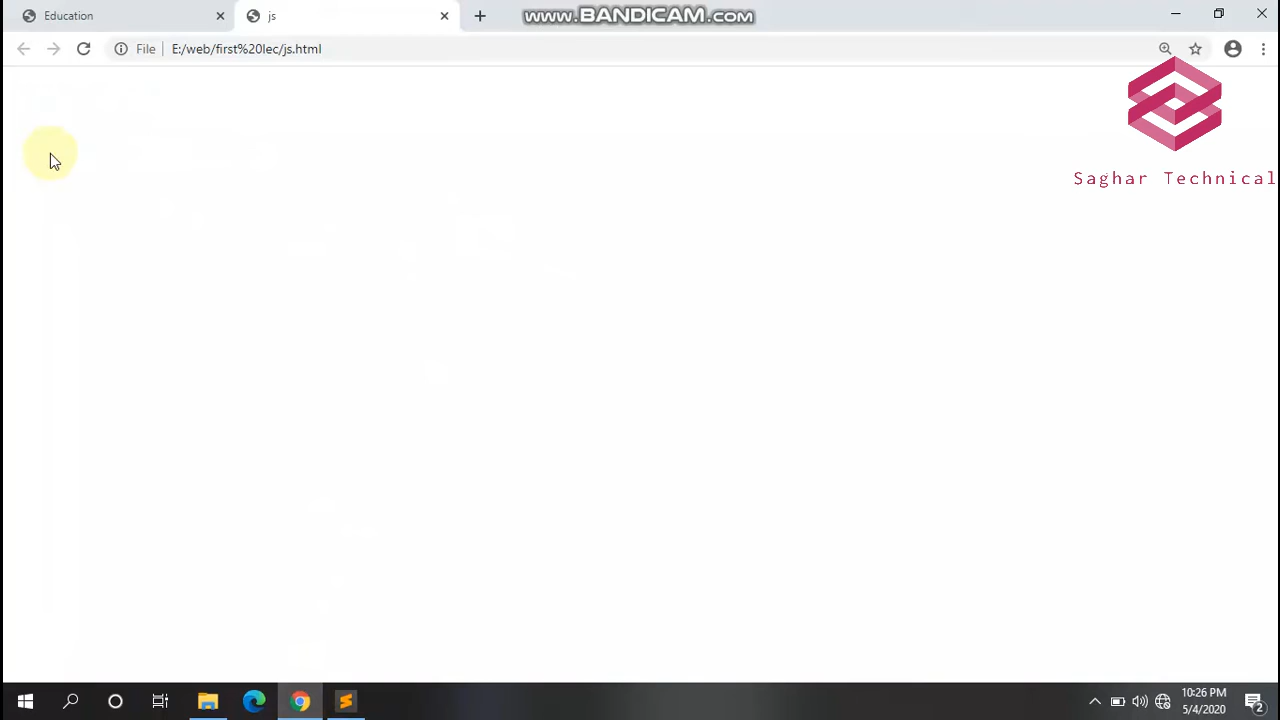 Education
js
www.BANDICAM.com
File
E:/web/first%20lec/js.html
Saghar Technical
10:26 PM
5/4/2020
2